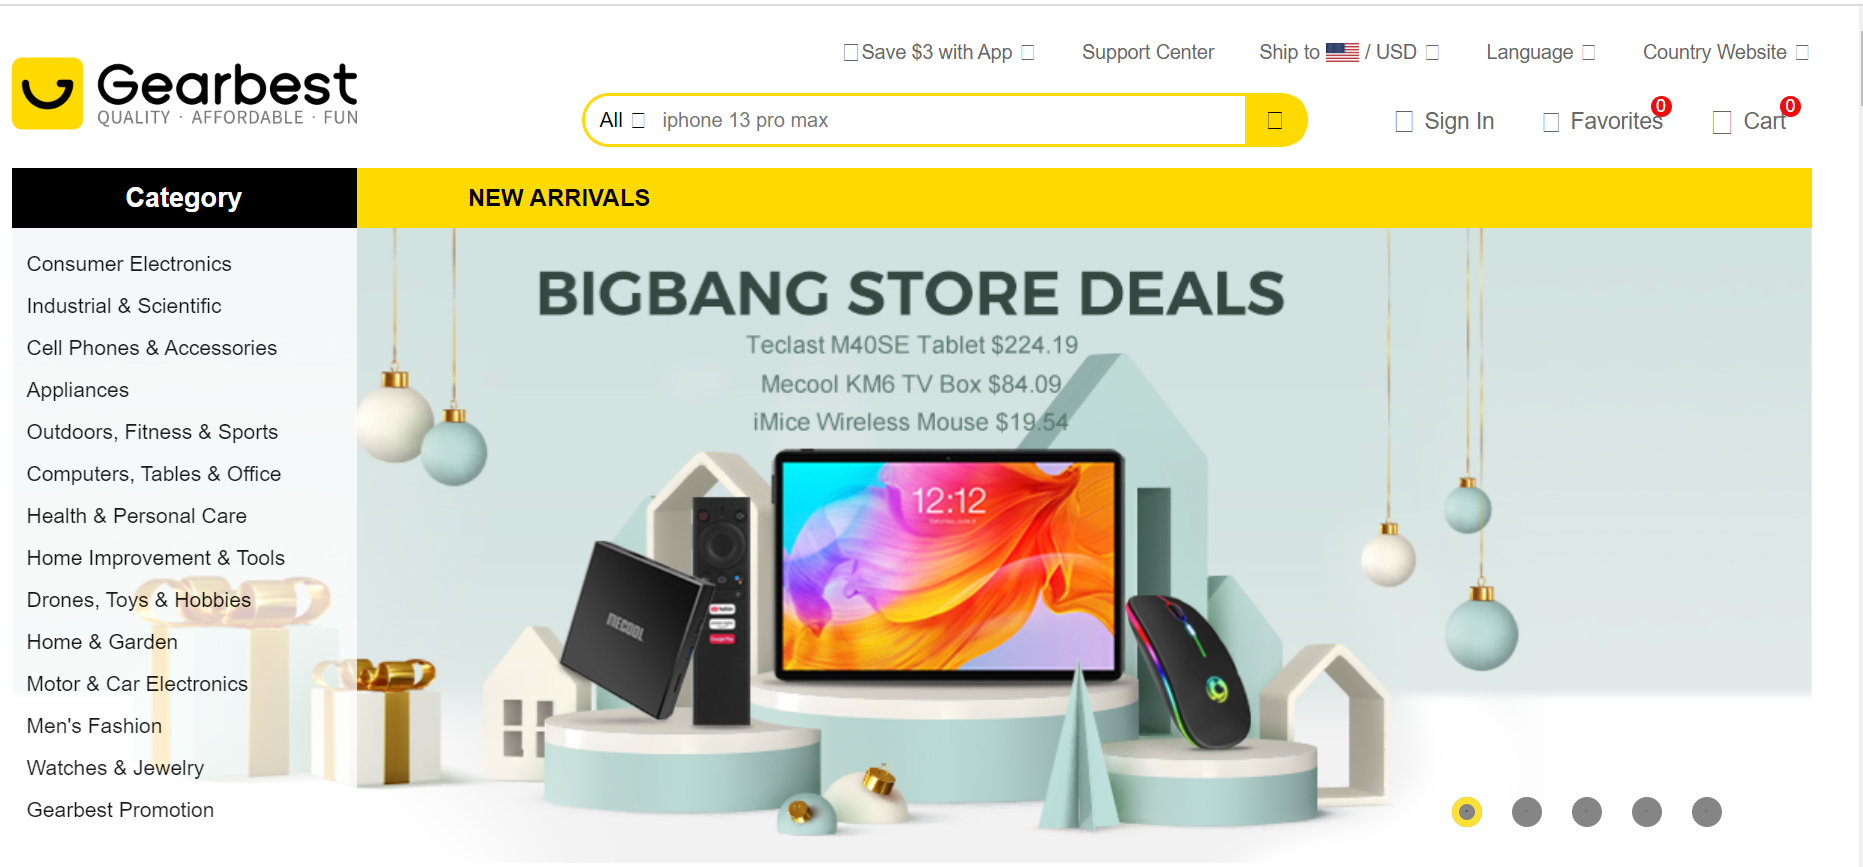 Save $3 with App
Support Center
Ship to / USD
Language
Country Website
Gearbest
QUALITY · AFFORDABLE · FUN
All iphone 13 pro max
Sign In
Favorites 0
Cart 0
Category
NEW ARRIVALS
Consumer Electronics
Industrial & Scientific
Cell Phones & Accessories
Appliances
Outdoors, Fitness & Sports
Computers, Tables & Office
Health & Personal Care
Home Improvement & Tools
Drones, Toys & Hobbies
Home & Garden
Motor & Car Electronics
Men's Fashion
Watches & Jewelry
Gearbest Promotion
BIGBANG STORE DEALS
Teclast M40SE Tablet $224.19
Mecool KM6 TV Box $84.09
iMice Wireless Mouse $19.54
12:12
MECOOL